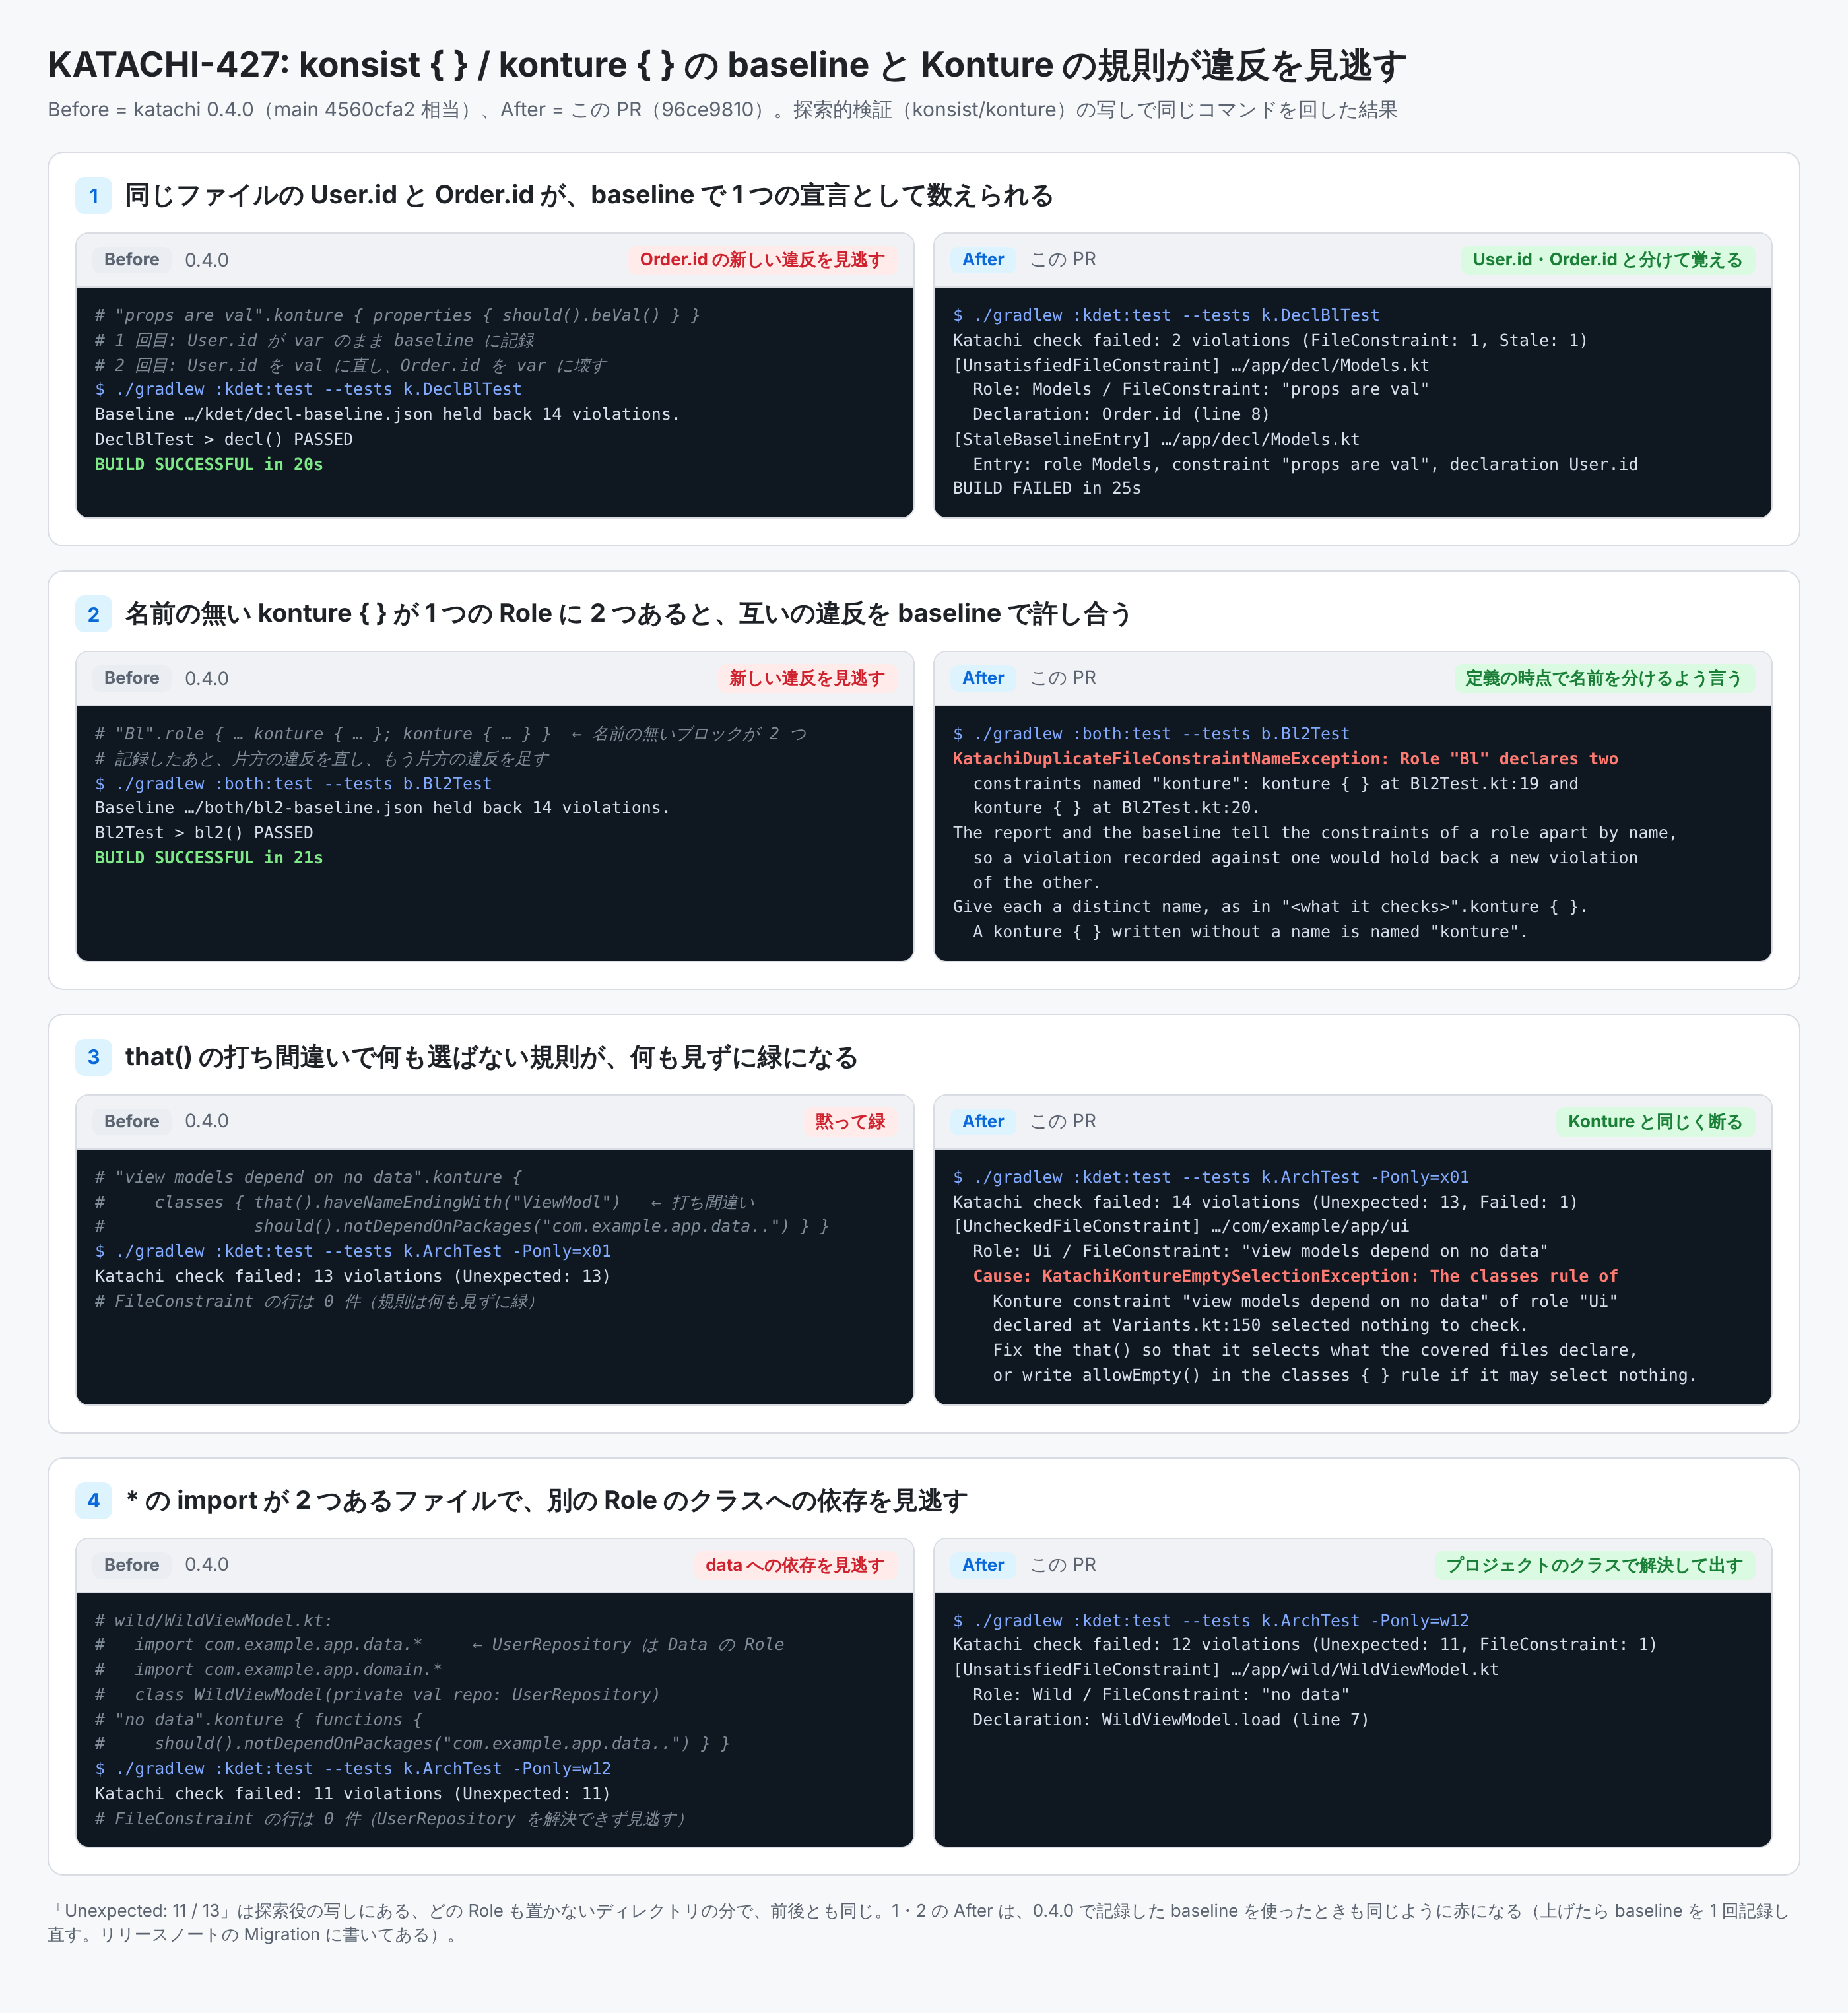 KATACHI-427: konsist { } / konture { } の baseline と Konture の規則が違反を見逃す
Before = katachi 0.4.0（main 4560cfa2 相当）、After = この PR（96ce9810）。探索的検証（konsist/konture）の写しで同じコマンドを回した結果
1 同じファイルの User.id と Order.id が、baseline で 1 つの宣言として数えられる
Before 0.4.0 Order.id の新しい違反を見逃す
# "props are val".konture { properties { should().beVal() } }
# 1 回目: User.id が var のまま baseline に記録
# 2 回目: User.id を val に直し、Order.id を var に壊す
$ ./gradlew :kdet:test --tests k.DeclBlTest
Baseline …/kdet/decl-baseline.json held back 14 violations.
DeclBlTest > decl() PASSED
BUILD SUCCESSFUL in 20s
After この PR User.id・Order.id と分けて覚える
$ ./gradlew :kdet:test --tests k.DeclBlTest
Katachi check failed: 2 violations (FileConstraint: 1, Stale: 1)
[UnsatisfiedFileConstraint] …/app/decl/Models.kt
Role: Models / FileConstraint: "props are val"
Declaration: Order.id (line 8)
[StaleBaselineEntry] …/app/decl/Models.kt
Entry: role Models, constraint "props are val", declaration User.id
BUILD FAILED in 25s
2 名前の無い konture { } が 1 つの Role に 2 つあると、互いの違反を baseline で許し合う
Before 0.4.0 新しい違反を見逃す
# "Bl".role { … konture { … }; konture { … } } ← 名前の無いブロックが 2 つ
# 記録したあと、片方の違反を直し、もう片方の違反を足す
$ ./gradlew :both:test --tests b.Bl2Test
Baseline …/both/bl2-baseline.json held back 14 violations.
Bl2Test > bl2() PASSED
BUILD SUCCESSFUL in 21s
After この PR 定義の時点で名前を分けるよう言う
$ ./gradlew :both:test --tests b.Bl2Test
KatachiDuplicateFileConstraintNameException: Role "Bl" declares two
constraints named "konture": konture { } at Bl2Test.kt:19 and
konture { } at Bl2Test.kt:20.
The report and the baseline tell the constraints of a role apart by name,
so a violation recorded against one would hold back a new violation
of the other.
Give each a distinct name, as in "<what it checks>".konture { }.
A konture { } written without a name is named "konture".
3 that() の打ち間違いで何も選ばない規則が、何も見ずに緑になる
Before 0.4.0 黙って緑
# "view models depend on no data".konture {
# classes { that().haveNameEndingWith("ViewModl") ← 打ち間違い
# should().notDependOnPackages("com.example.app.data..") } }
$ ./gradlew :kdet:test --tests k.ArchTest -Ponly=x01
Katachi check failed: 13 violations (Unexpected: 13)
# FileConstraint の行は 0 件（規則は何も見ずに緑）
After この PR Konture と同じく断る
$ ./gradlew :kdet:test --tests k.ArchTest -Ponly=x01
Katachi check failed: 14 violations (Unexpected: 13, Failed: 1)
[UncheckedFileConstraint] …/com/example/app/ui
Role: Ui / FileConstraint: "view models depend on no data"
Cause: KatachiKontureEmptySelectionException: The classes rule of
Konture constraint "view models depend on no data" of role "Ui"
declared at Variants.kt:150 selected nothing to check.
Fix the that() so that it selects what the covered files declare,
or write allowEmpty() in the classes { } rule if it may select nothing.
4 * の import が 2 つあるファイルで、別の Role のクラスへの依存を見逃す
Before 0.4.0 data への依存を見逃す
# wild/WildViewModel.kt:
# import com.example.app.data.* ← UserRepository は Data の Role
# import com.example.app.domain.*
# class WildViewModel(private val repo: UserRepository)
# "no data".konture { functions {
# should().notDependOnPackages("com.example.app.data..") } }
$ ./gradlew :kdet:test --tests k.ArchTest -Ponly=w12
Katachi check failed: 11 violations (Unexpected: 11)
# FileConstraint の行は 0 件（UserRepository を解決できず見逃す）
After この PR プロジェクトのクラスで解決して出す
$ ./gradlew :kdet:test --tests k.ArchTest -Ponly=w12
Katachi check failed: 12 violations (Unexpected: 11, FileConstraint: 1)
[UnsatisfiedFileConstraint] …/app/wild/WildViewModel.kt
Role: Wild / FileConstraint: "no data"
Declaration: WildViewModel.load (line 7)
「Unexpected: 11 / 13」は探索役の写しにある、どの Role も置かないディレクトリの分で、前後とも同じ。1・2 の After は、0.4.0 で記録した baseline を使ったときも同じように赤になる（上げたら baseline を 1 回記録し
直す。リリースノートの Migration に書いてある）。